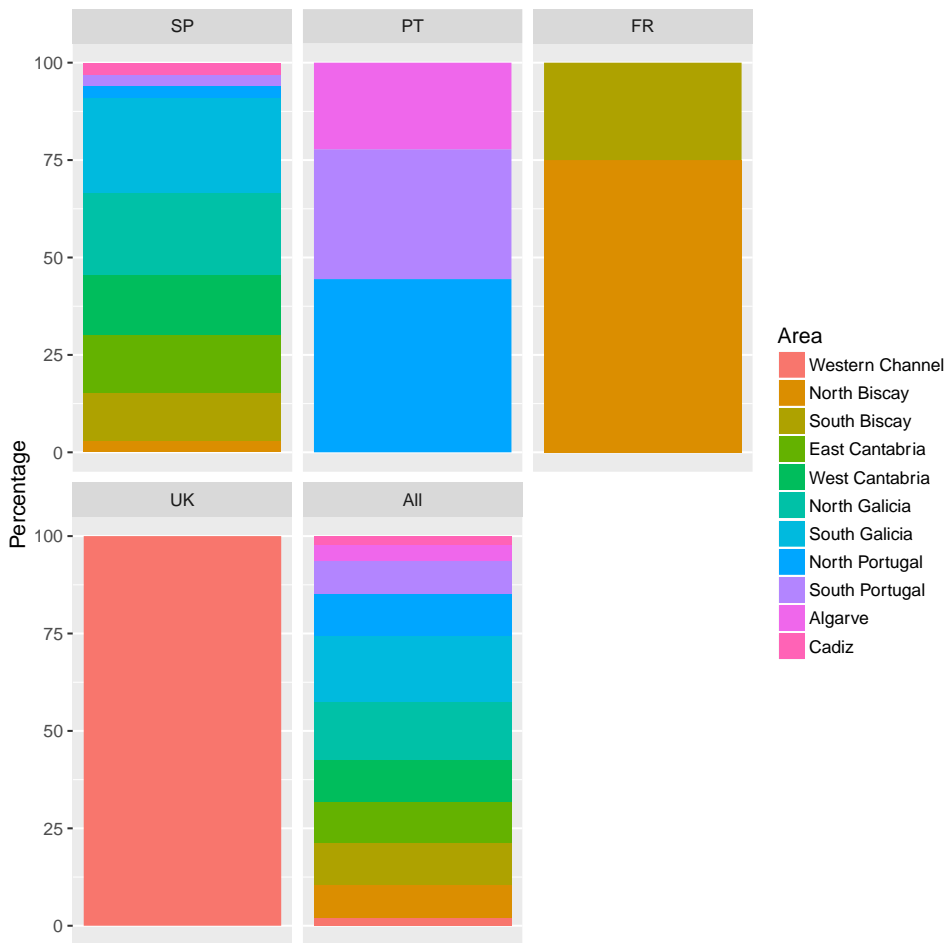 SP
PT
FR
100
75
50
25
0
UK
All
100
75
50
25
0
Percentage
Area
Western Channel
North Biscay
South Biscay
East Cantabria
West Cantabria
North Galicia
South Galicia
North Portugal
South Portugal
Algarve
Cadiz